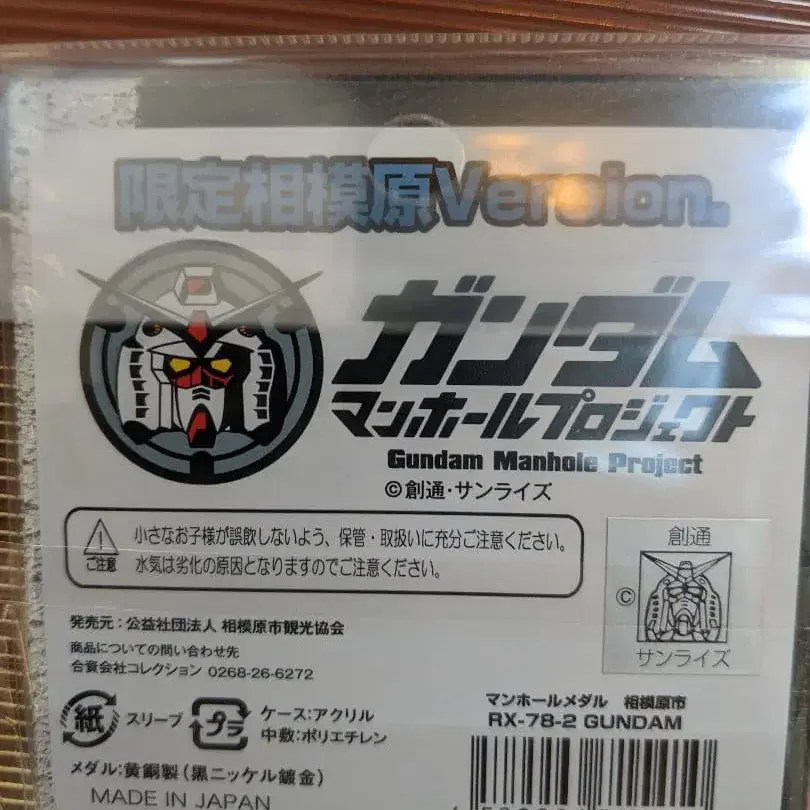 限定相模原Version.
ガンダム
マンホールプロジェクト
Gundam Manhole Project
©創通・サンライズ
ご注意
小さなお子様が誤飲しないよう、保管・取扱いに充分ご注意ください。
水気は劣化の原因となりますのでご注意ください。
創通
©
サンライズ
発売元:公益社団法人 相模原市観光協会
商品についての問い合わせ先
合資会社コレクション 0268-26-6272
紙 スリーブ
プラ ケース:アクリル
中敷:ポリエチレン
マンホールメダル 相模原市
RX-78-2 GUNDAM
メダル:黄銅製(黒ニッケル鍍金)
MADE IN JAPAN